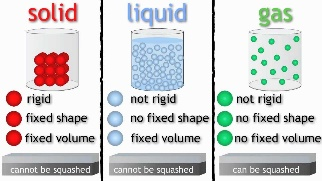 solid
rigid
fixed shape
fixed volume
cannot be squashed
liquid
not rigid
no fixed shape
fixed volume
cannot be squashed
gas
not rigid
no fixed shape
no fixed volume
can be squashed